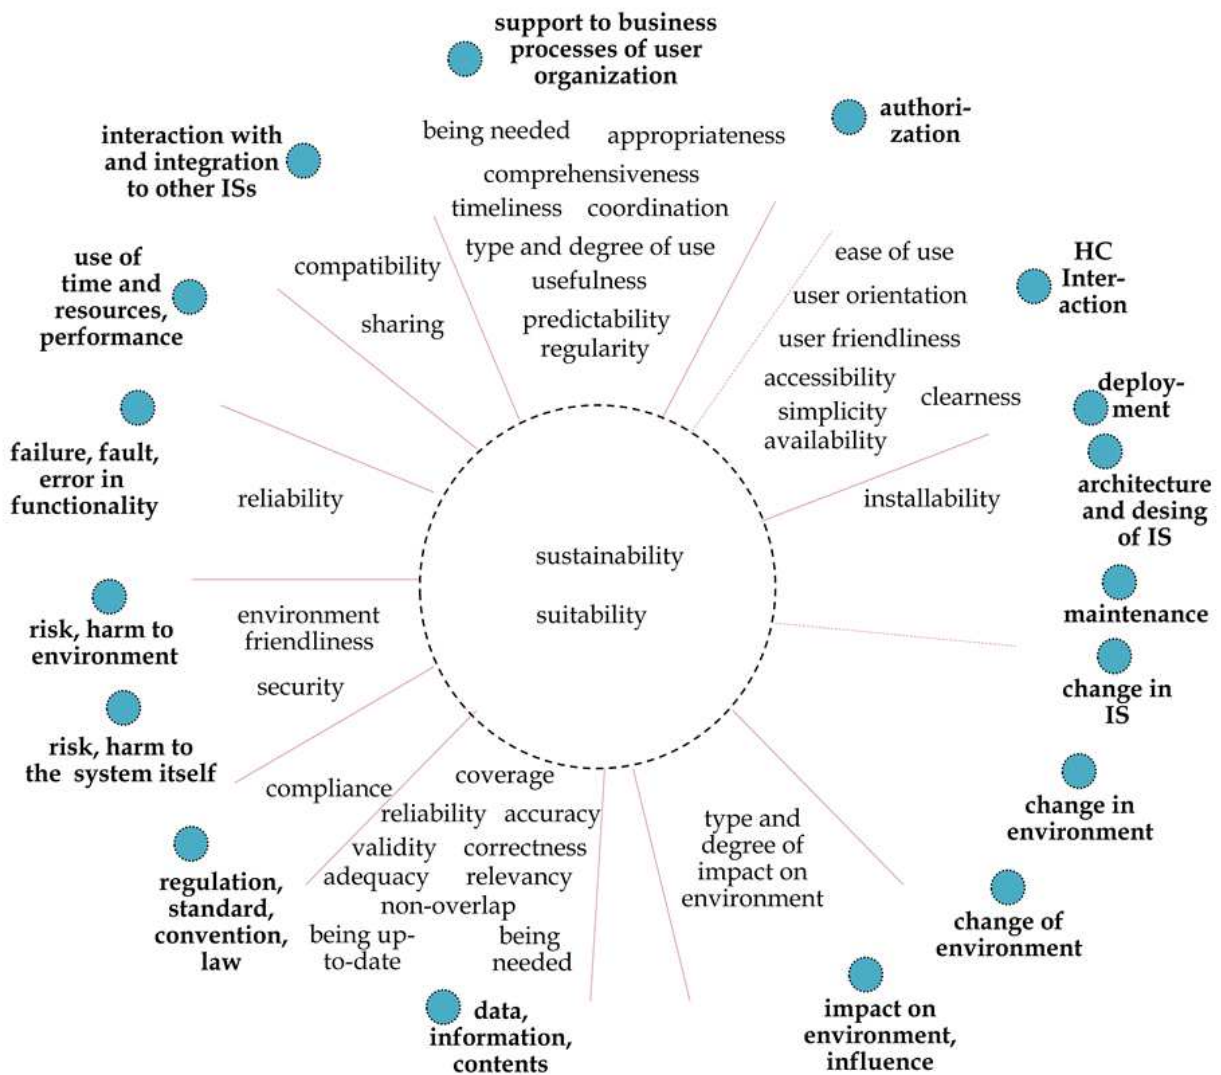 support to business
processes of user
organization
authori-
zation
interaction with
and integration
to other ISs
being needed
appropriateness
comprehensiveness
timeliness
coordination
type and degree of use
usefulness
predictability
regularity
ease of use
user orientation
user friendliness
accessibility
simplicity
availability
clearness
HC
Inter-
action
use of
time and
resources,
performance
compatibility
sharing
deploy-
ment
failure, fault,
error in
functionality
reliability
installability
architecture
and desing
of IS
sustainability
suitability
maintenance
risk, harm to
environment
environment
friendliness
security
change in
IS
risk, harm to
the system itself
compliance
coverage
reliability
accuracy
validity
correctness
adequacy
relevancy
non-overlap
being up-
to-date
being
needed
type and
degree of
impact on
environment
change in
environment
regulation,
standard,
convention,
law
change of
environment
data,
information,
contents
impact on
environment,
influence